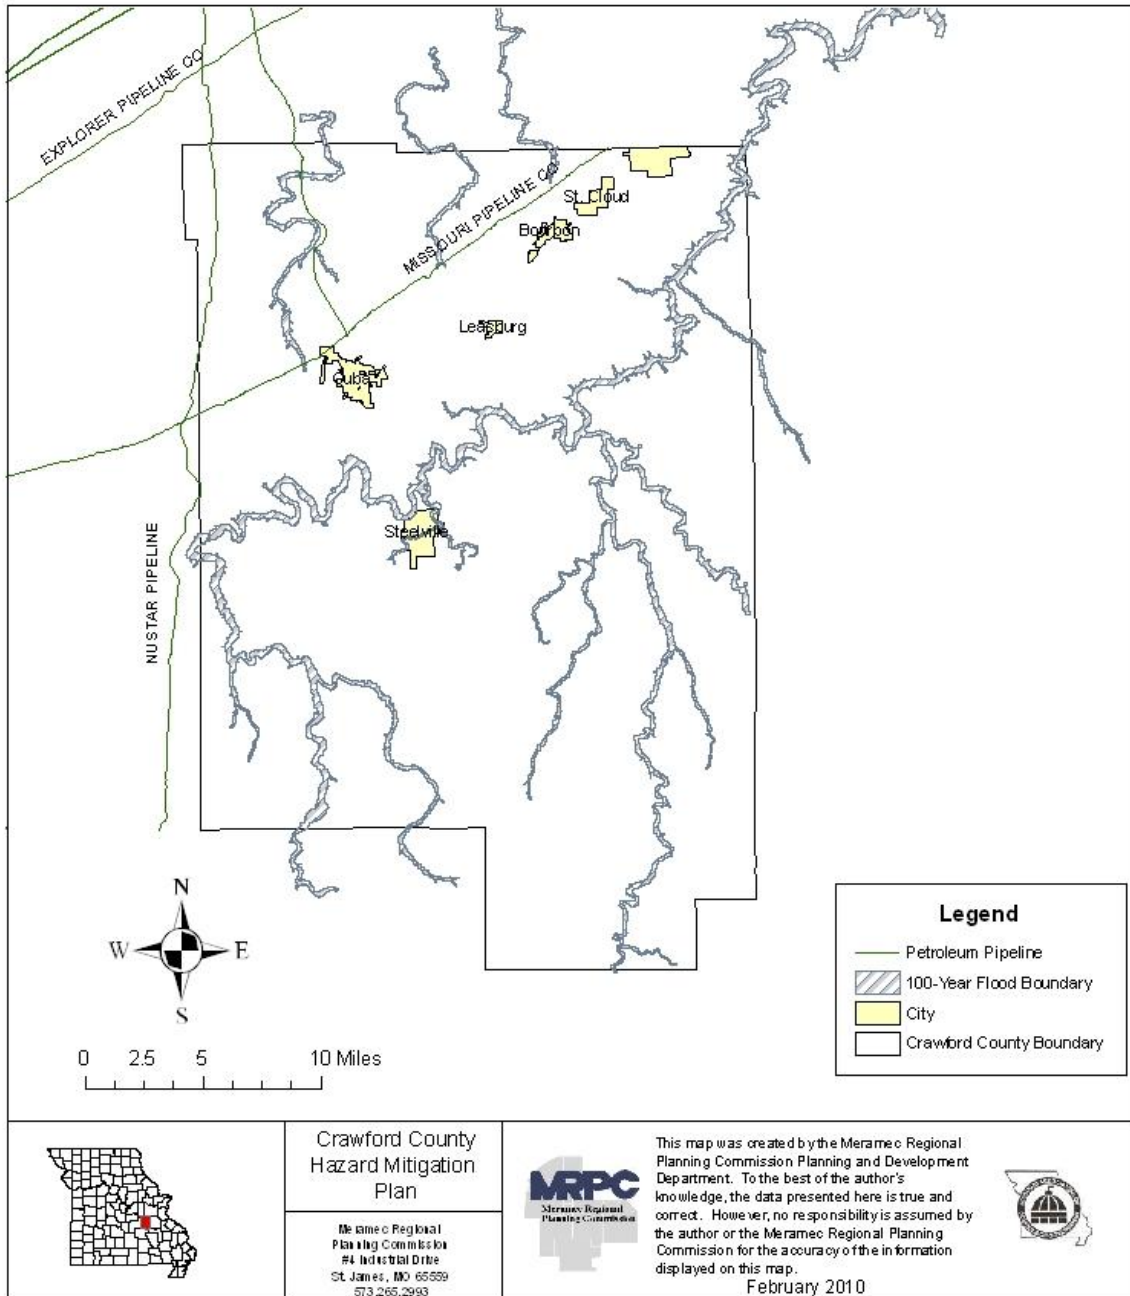 EXPLORER PIPELINE CO
MISSOURI PIPELINE CO
St. Cloud
Bourbon
Leasburg
Cuba
Steelville
NUSTAR PIPELINE
N
W E
S
0 2.5 5 10 Miles
Legend
Petroleum Pipeline
100-Year Flood Boundary
City
Crawford County Boundary
Crawford County
Hazard Mitigation
Plan
Meramec Regional
Planning Commission
#4 Industrial Drive
St. James, MO 65559
573.265.2993
MRPC
Meramec Regional
Planning Commission
This map was created by the Meramec Regional
Planning Commission Planning and Development
Department. To the best of the author's
knowledge, the data presented here is true and
correct. However, no responsibility is assumed by
the author or the Meramec Regional Planning
Commission for the accuracy of the information
displayed on this map.
February 2010